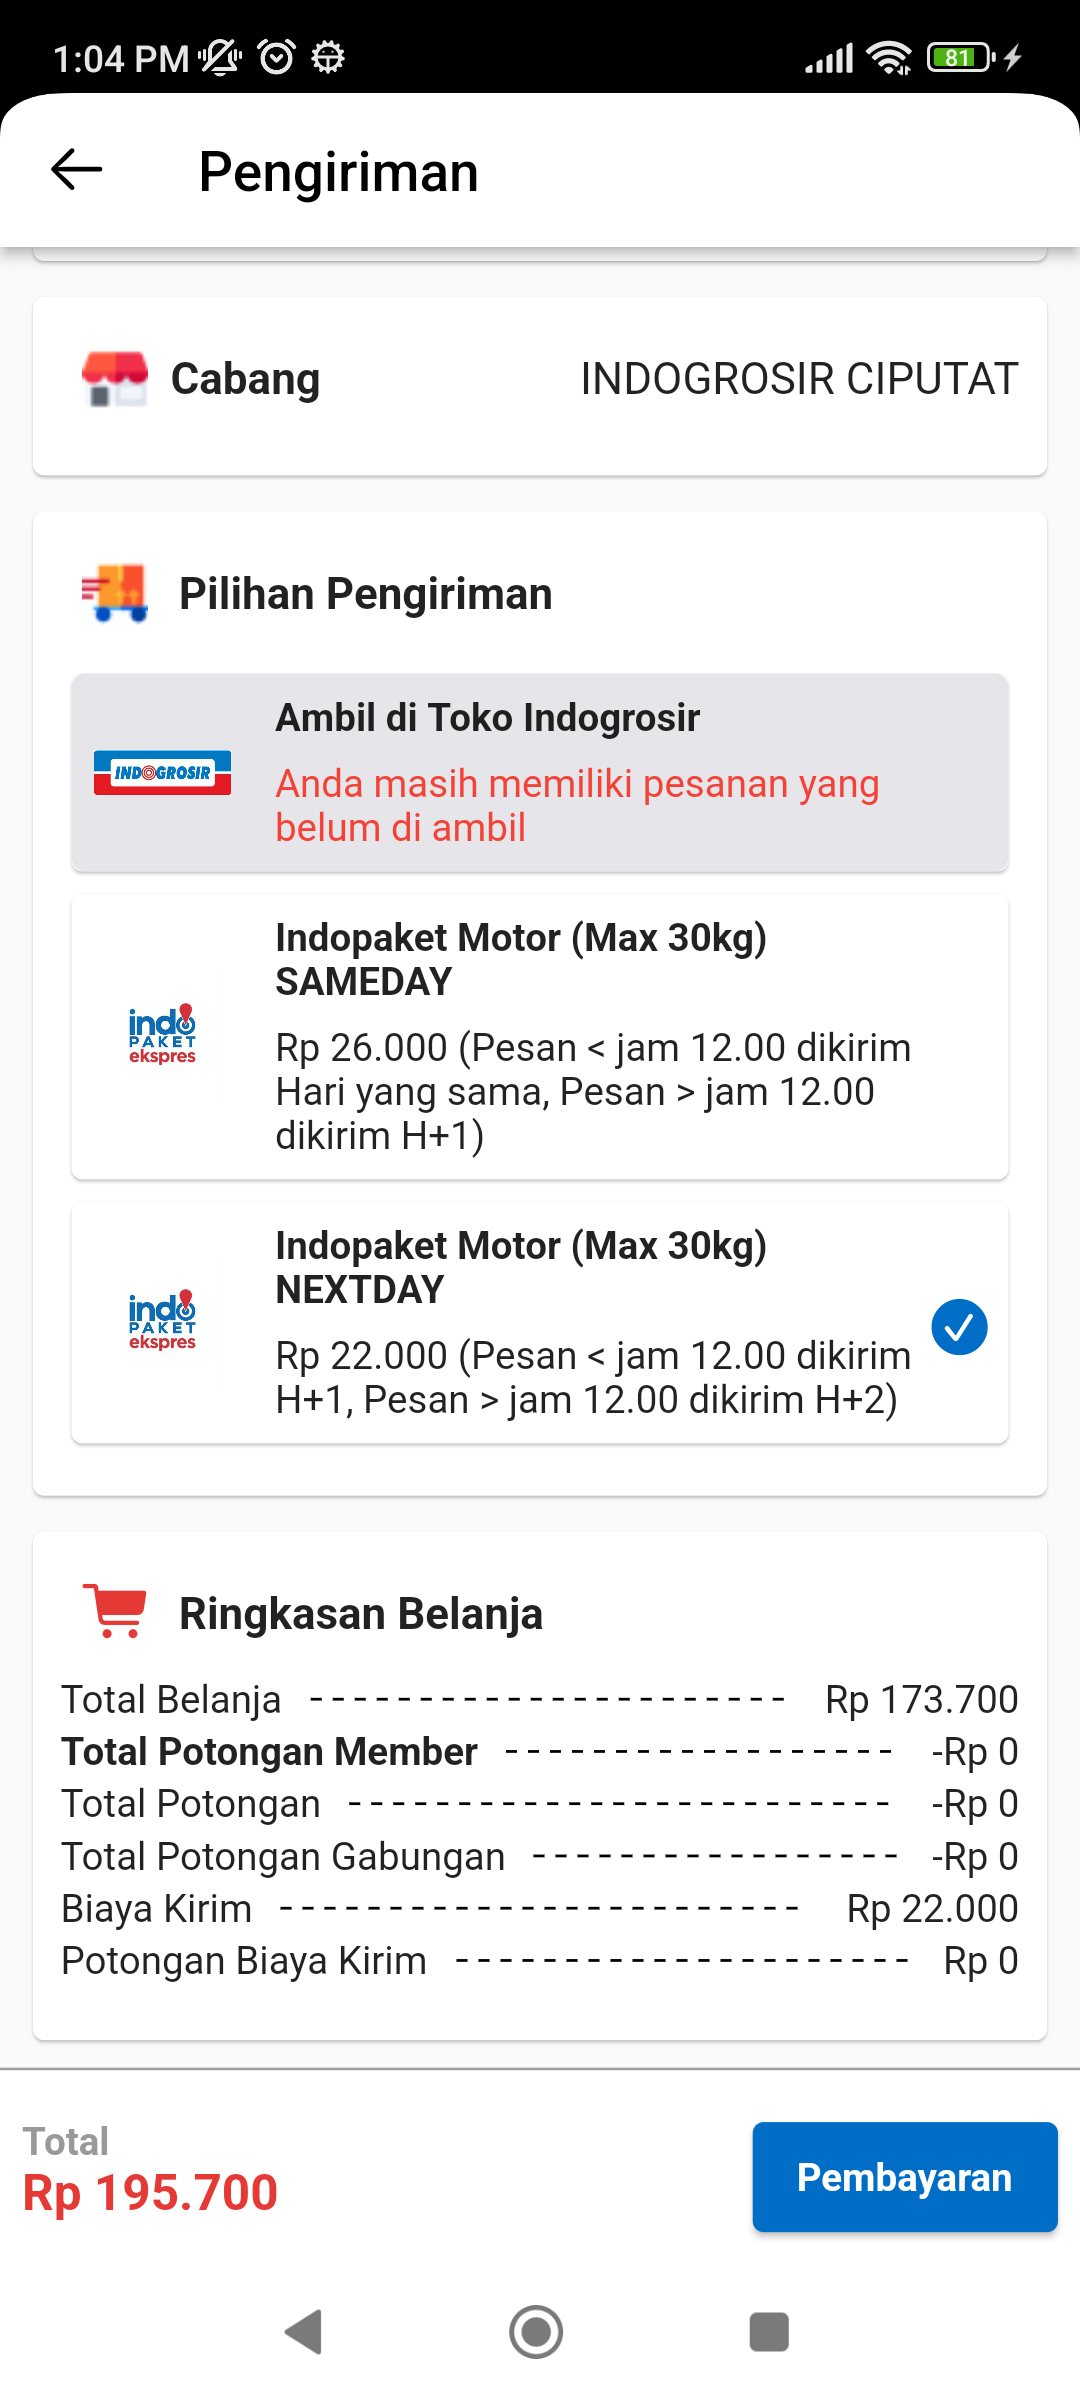 1:04 PM
81
Pengiriman
Cabang
INDOGROSIR CIPUTAT
Pilihan Pengiriman
INDOGROSIR
Ambil di Toko Indogrosir
Anda masih memiliki pesanan yang
belum di ambil
indo
PAKET
ekspres
Indopaket Motor (Max 30kg)
SAMEDAY
Rp 26.000 (Pesan < jam 12.00 dikirim
Hari yang sama, Pesan > jam 12.00
dikirim H+1)
indo
PAKET
ekspres
Indopaket Motor (Max 30kg)
NEXTDAY
Rp 22.000 (Pesan < jam 12.00 dikirim
H+1, Pesan > jam 12.00 dikirim H+2)
Ringkasan Belanja
Total Belanja ---------------------- Rp 173.700
Total Potongan Member ------------------ -Rp 0
Total Potongan ------------------------- -Rp 0
Total Potongan Gabungan ----------------- -Rp 0
Biaya Kirim ------------------------ Rp 22.000
Potongan Biaya Kirim --------------------- Rp 0
Total
Rp 195.700
Pembayaran